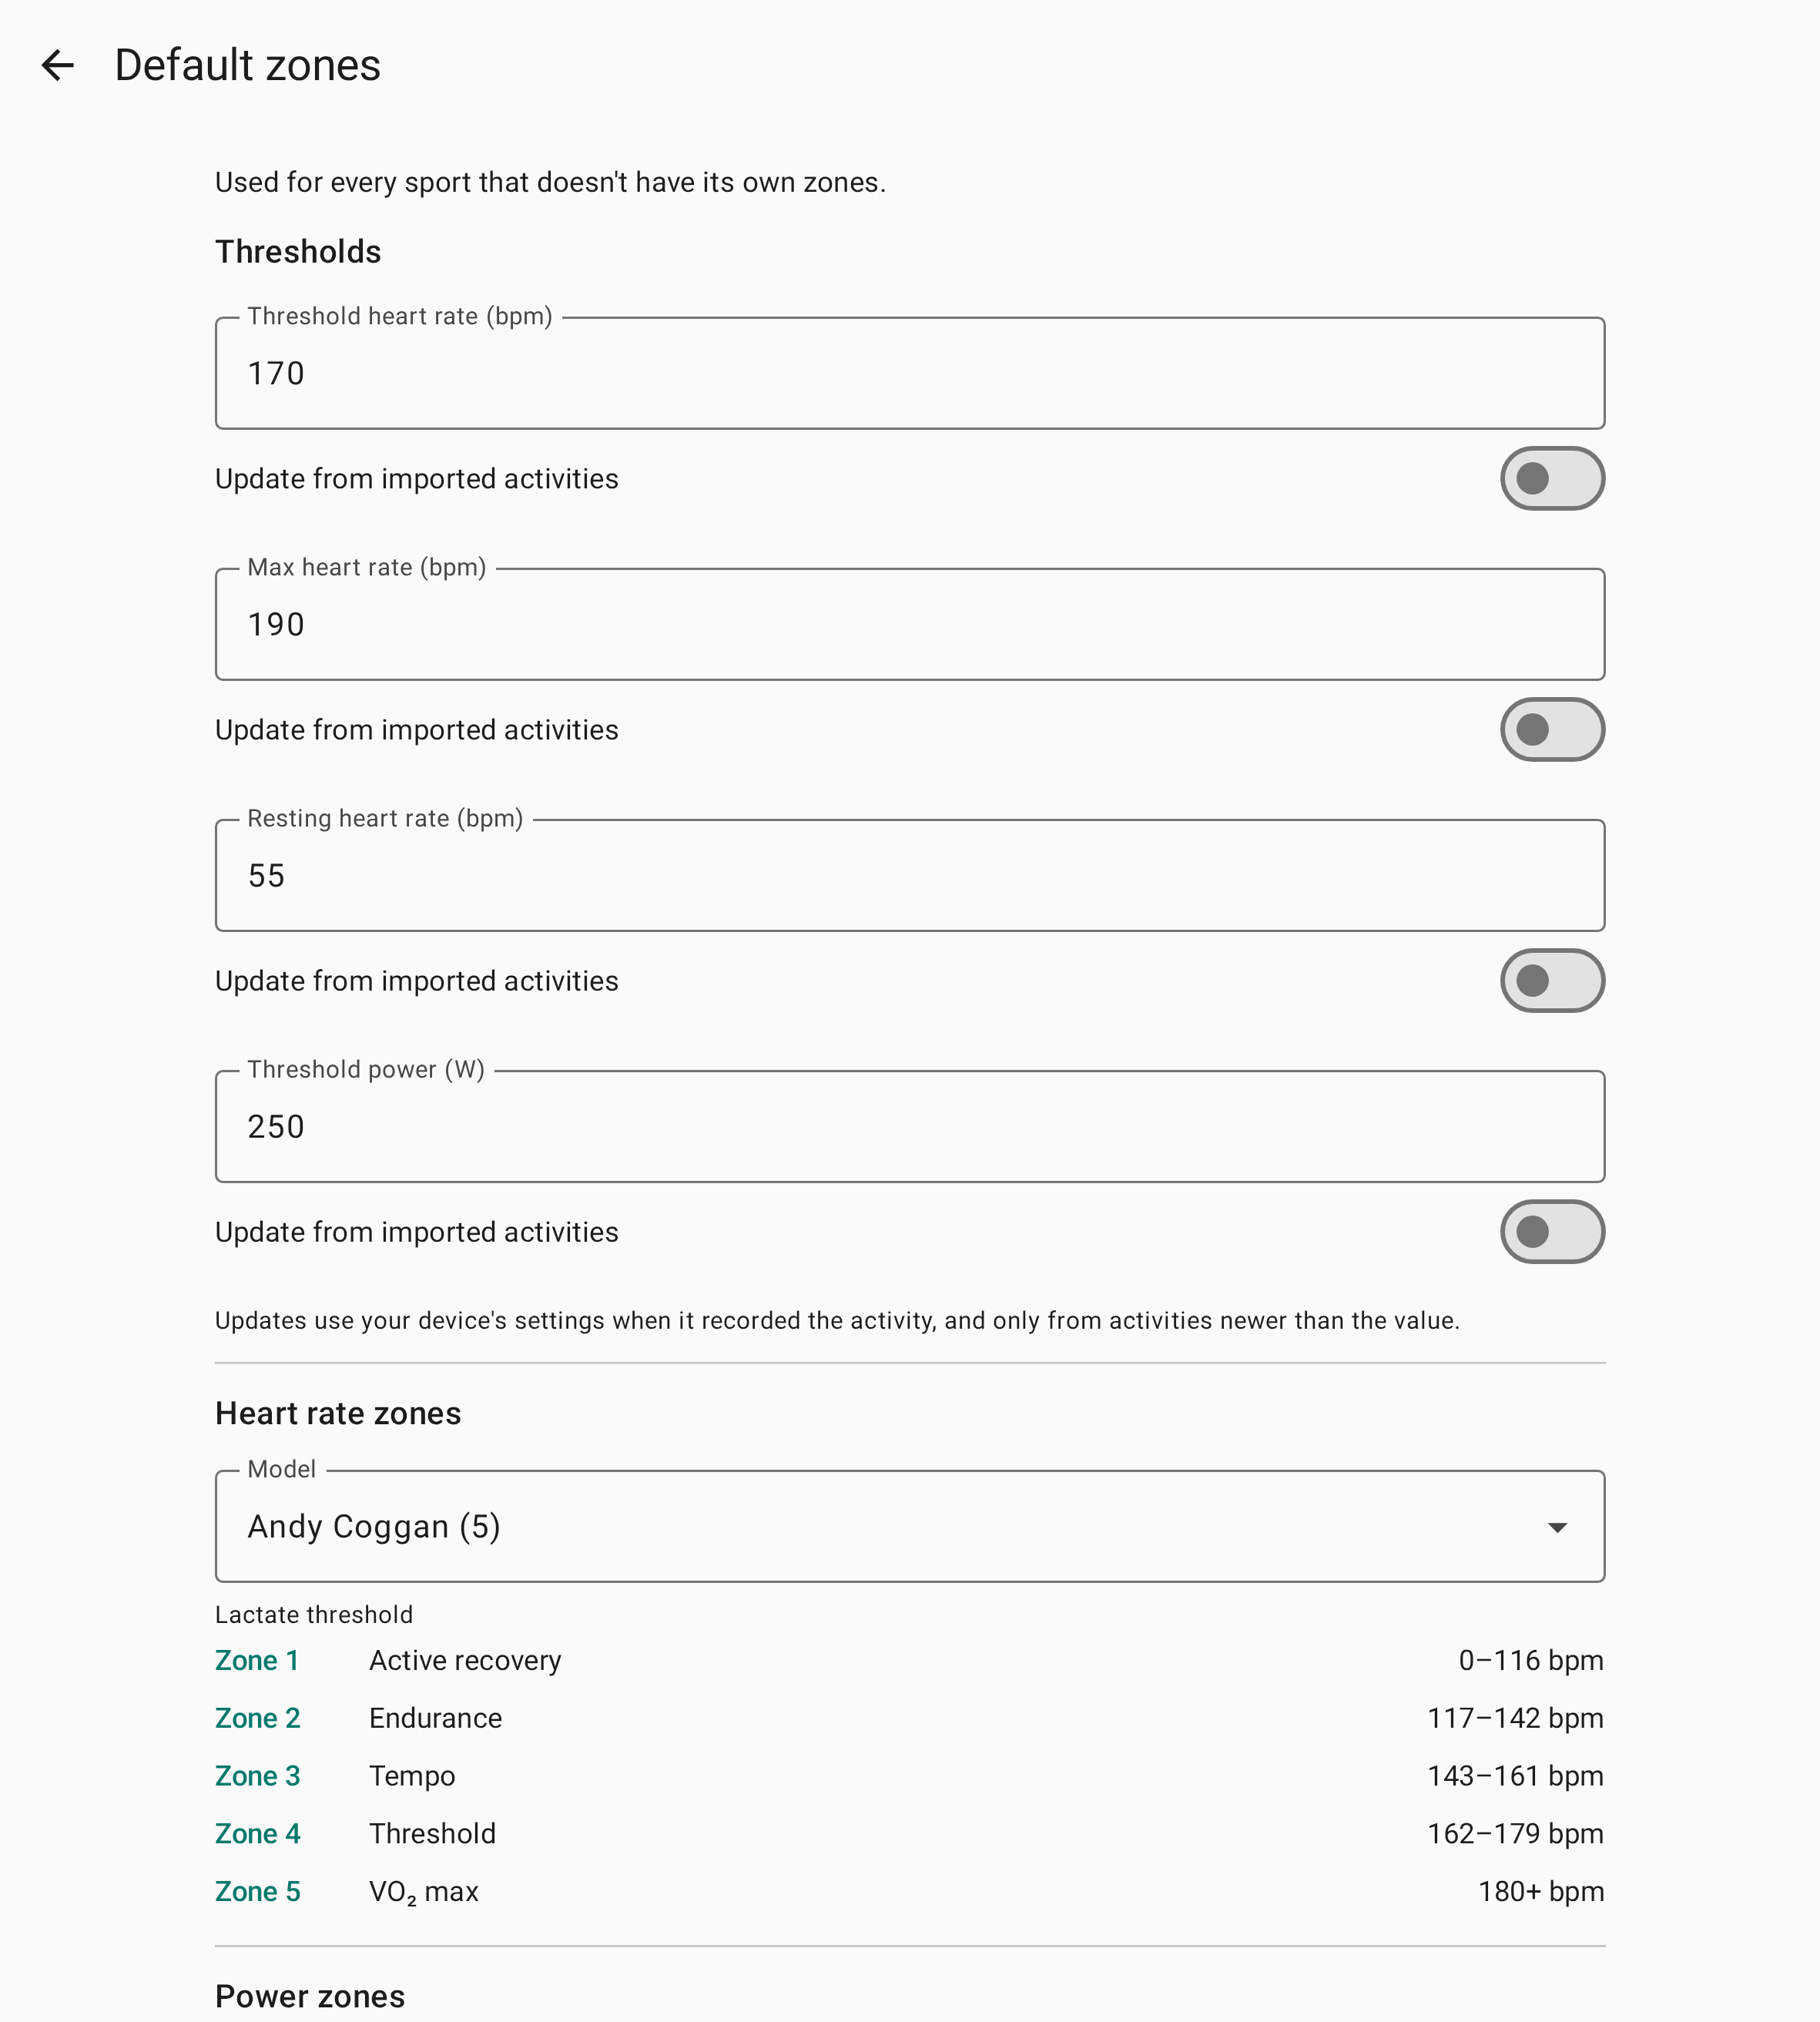 Default zones
Used for every sport that doesn't have its own zones.
Thresholds
Threshold heart rate (bpm)
170
Update from imported activities
Max heart rate (bpm)
190
Update from imported activities
Resting heart rate (bpm)
55
Update from imported activities
Threshold power (W)
250
Update from imported activities
Updates use your device's settings when it recorded the activity, and only from activities newer than the value.
Heart rate zones
Model
Andy Coggan (5)
Lactate threshold
Zone 1 Active recovery 0–116 bpm
Zone 2 Endurance 117–142 bpm
Zone 3 Tempo 143–161 bpm
Zone 4 Threshold 162–179 bpm
Zone 5 VO₂ max 180+ bpm
Power zones